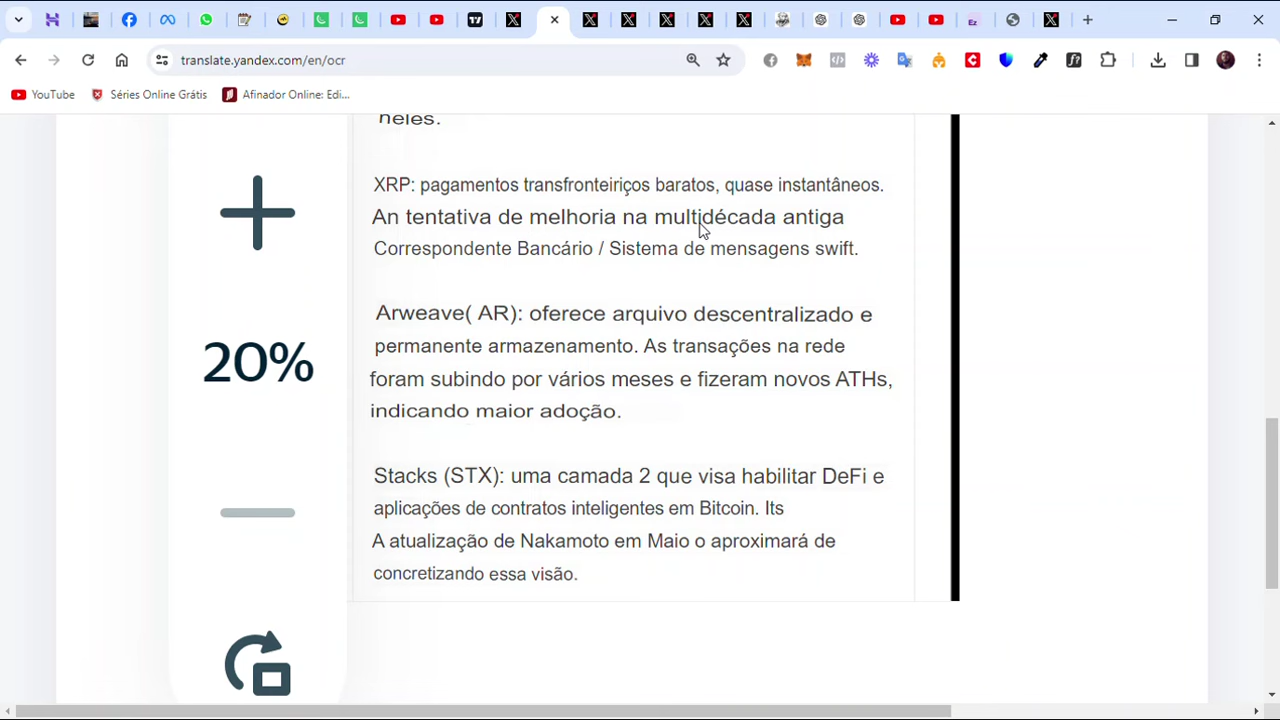 translate.yandex.com/en/ocr
YouTube
Séries Online Grátis
Afinador Online: Edi...
neles.
XRP: pagamentos transfronteiriços baratos, quase instantâneos.
An tentativa de melhoria na multidécada antiga
Correspondente Bancário / Sistema de mensagens swift.
20%
Arweave( AR): oferece arquivo descentralizado e
permanente armazenamento. As transações na rede
foram subindo por vários meses e fizeram novos ATHs,
indicando maior adoção.
Stacks (STX): uma camada 2 que visa habilitar DeFi e
aplicações de contratos inteligentes em Bitcoin. Its
A atualização de Nakamoto em Maio o aproximará de
concretizando essa visão.